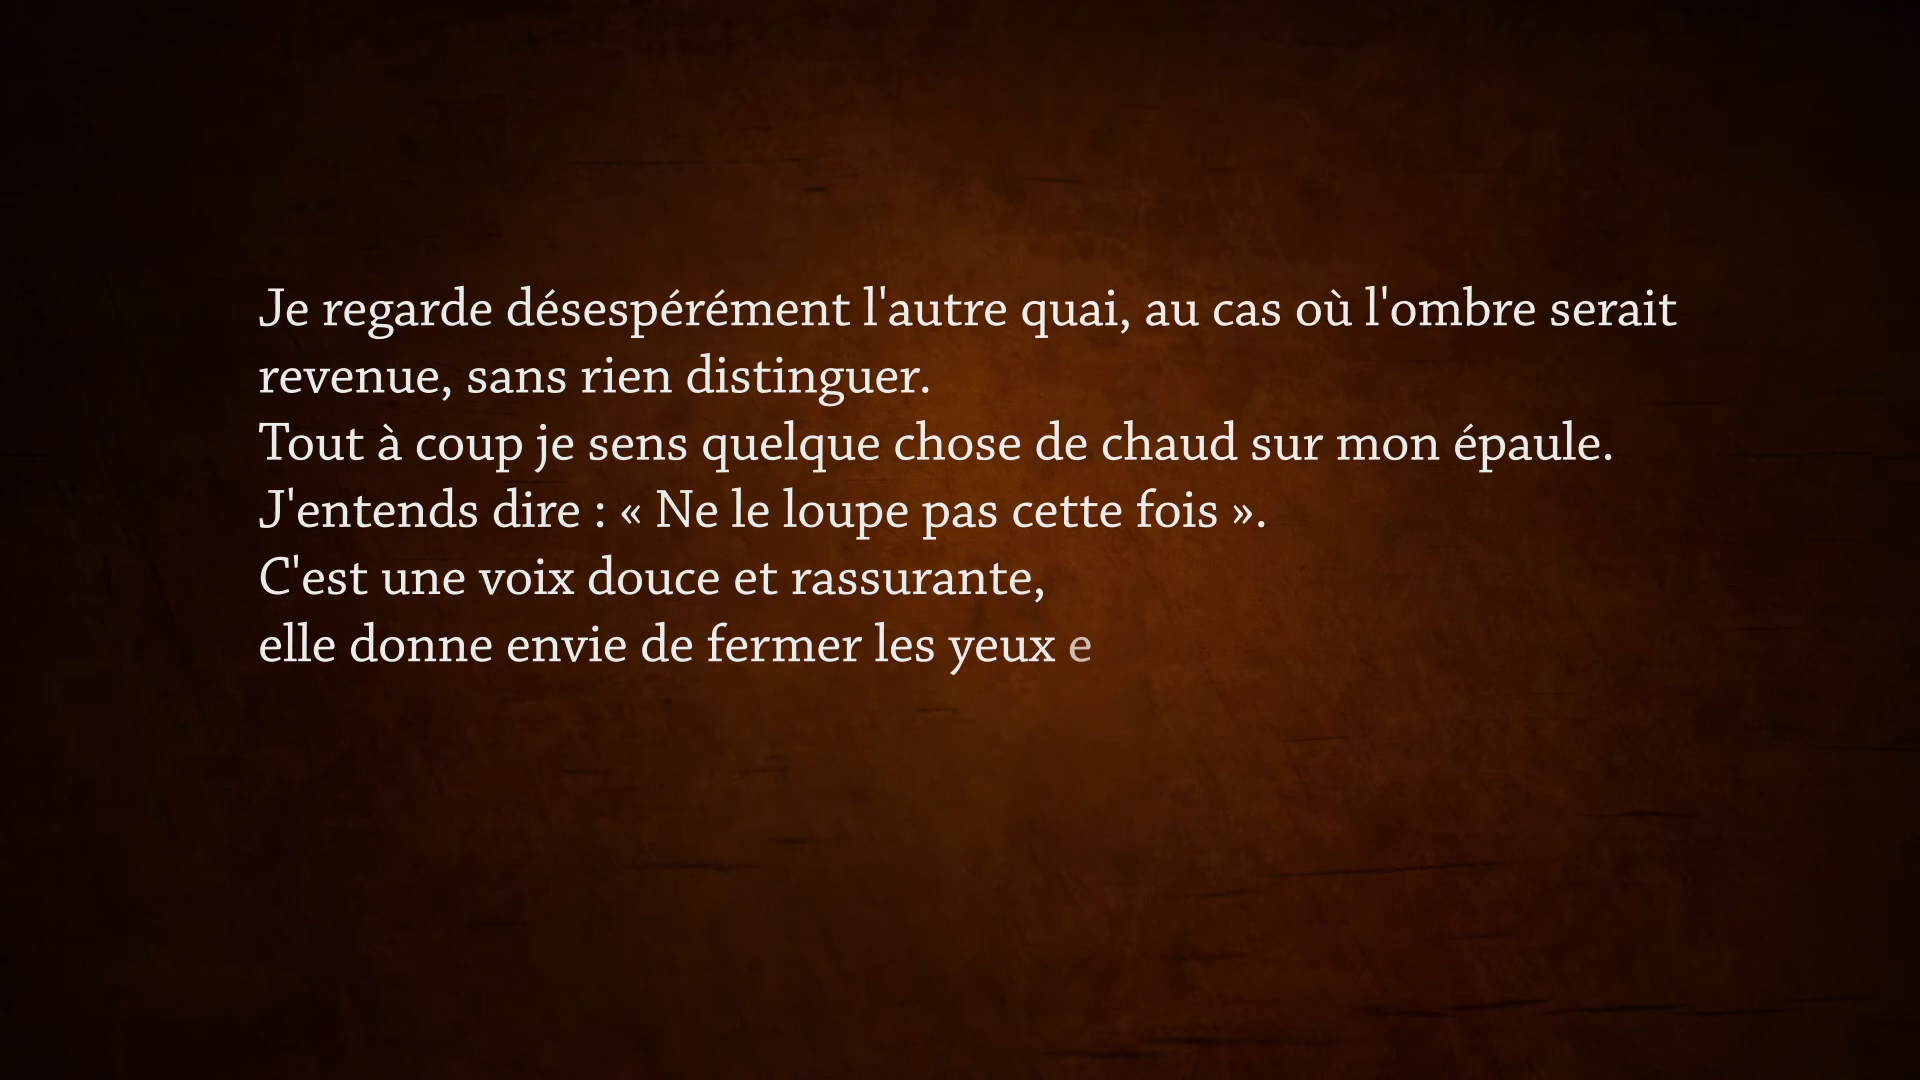 Je regarde désespérément l'autre quai, au cas où l'ombre serait
revenue, sans rien distinguer.
Tout à coup je sens quelque chose de chaud sur mon épaule.
J'entends dire : « Ne le loupe pas cette fois ».
C'est une voix douce et rassurante,
elle donne envie de fermer les yeux e